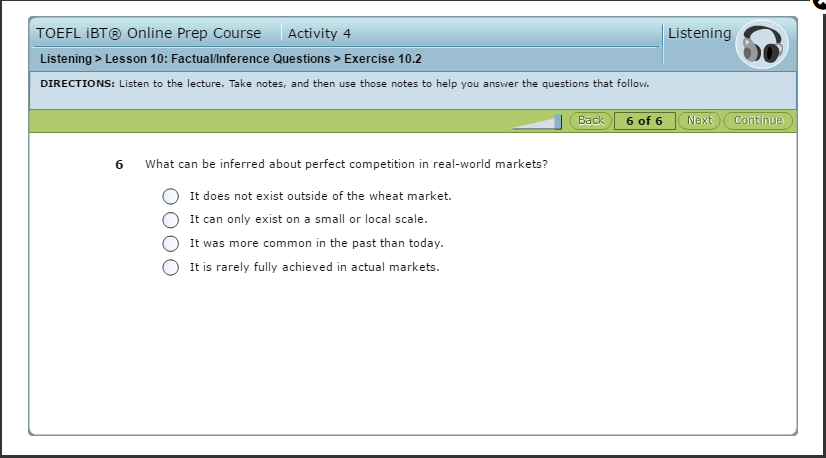 TOEFL iBT® Online Prep Course Activity 4 Listening
Listening > Lesson 10: Factual/Inference Questions > Exercise 10.2
DIRECTIONS: Listen to the lecture. Take notes, and then use those notes to help you answer the questions that follow.
Back 6 of 6 Next Continue
6 What can be inferred about perfect competition in real-world markets?
It does not exist outside of the wheat market.
It can only exist on a small or local scale.
It was more common in the past than today.
It is rarely fully achieved in actual markets.